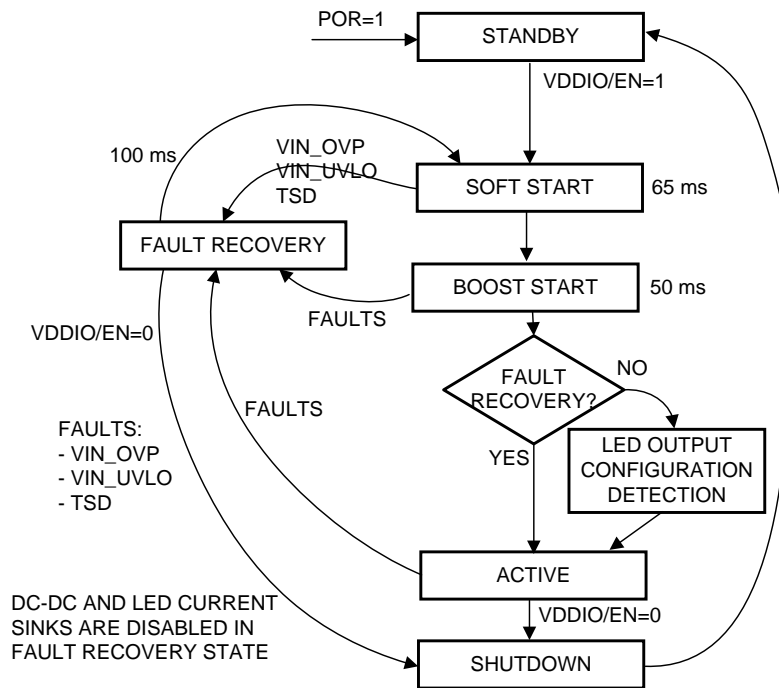 POR=1
STANDBY
VDDIO/EN=1
100 ms
VIN_OVP
VIN_UVLO
TSD
SOFT START
65 ms
FAULT RECOVERY
BOOST START
50 ms
FAULTS
VDDIO/EN=0
FAULT
RECOVERY?
NO
YES
FAULTS
LED OUTPUT
CONFIGURATION
DETECTION
FAULTS:
- VIN_OVP
- VIN_UVLO
- TSD
ACTIVE
VDDIO/EN=0
DC-DC AND LED CURRENT
SINKS ARE DISABLED IN
FAULT RECOVERY STATE
SHUTDOWN